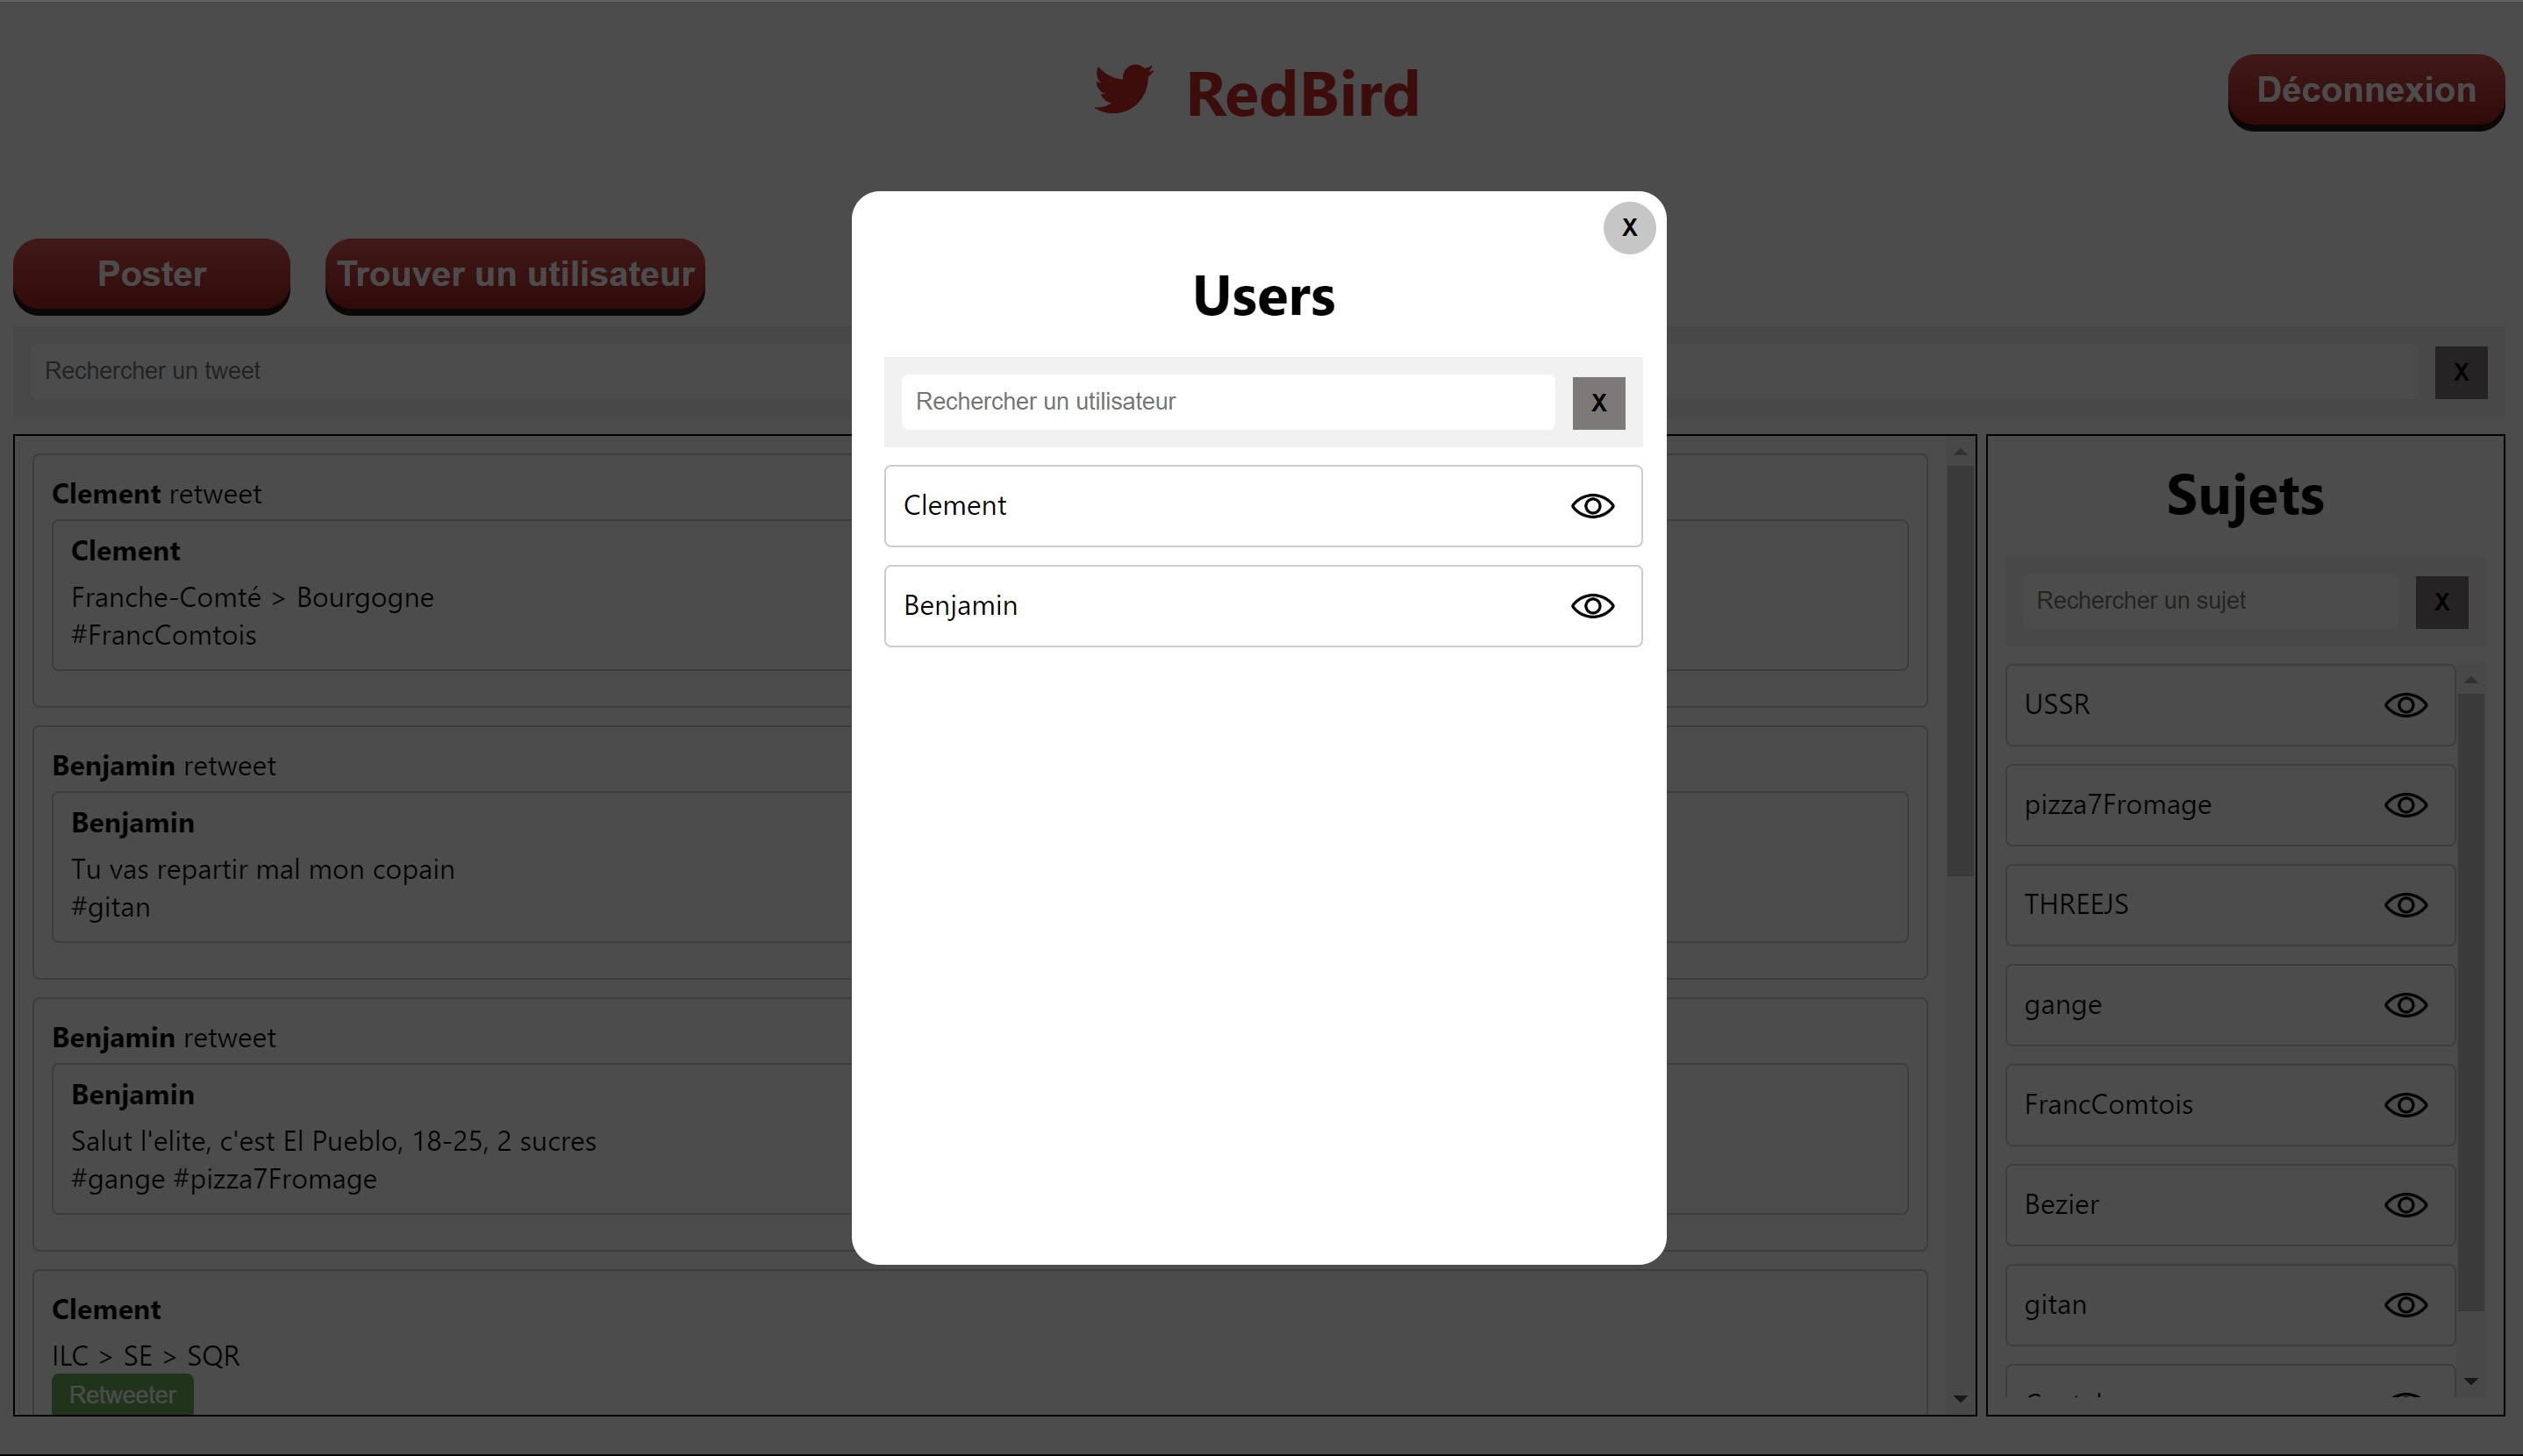 RedBird
Déconnexion
Poster
Trouver un utilisateur
Rechercher un tweet
X
Clement retweet
Clement
Franche-Comté > Bourgogne
#FrancComtois
Benjamin retweet
Benjamin
Tu vas repartir mal mon copain
#gitan
Benjamin retweet
Benjamin
Salut l'elite, c'est El Pueblo, 18-25, 2 sucres
#gange #pizza7Fromage
Clement
ILC > SE > SQR
Retweeter
X
Users
Rechercher un utilisateur
X
Clement
Benjamin
Sujets
Rechercher un sujet
X
USSR
pizza7Fromage
THREEJS
gange
FrancComtois
Bezier
gitan